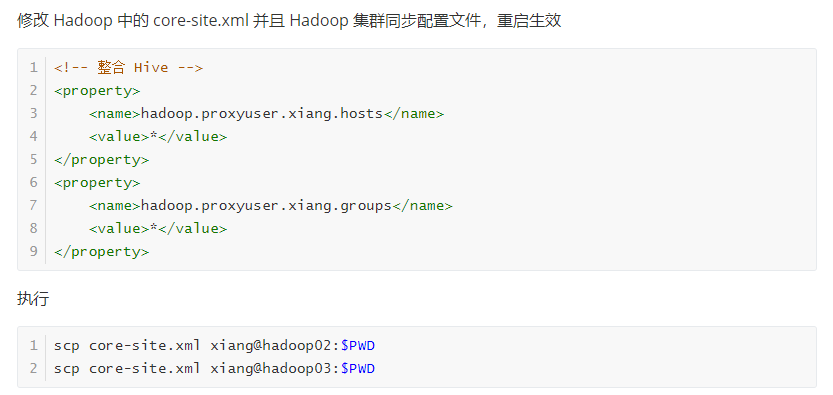 修改 Hadoop 中的 core-site.xml 并且 Hadoop 集群同步配置文件，重启生效
1 <!-- 整合 Hive -->
2 <property>
3     <name>hadoop.proxyuser.xiang.hosts</name>
4     <value>*</value>
5 </property>
6 <property>
7     <name>hadoop.proxyuser.xiang.groups</name>
8     <value>*</value>
9 </property>
执行
1 scp core-site.xml xiang@hadoop02:$PWD
2 scp core-site.xml xiang@hadoop03:$PWD